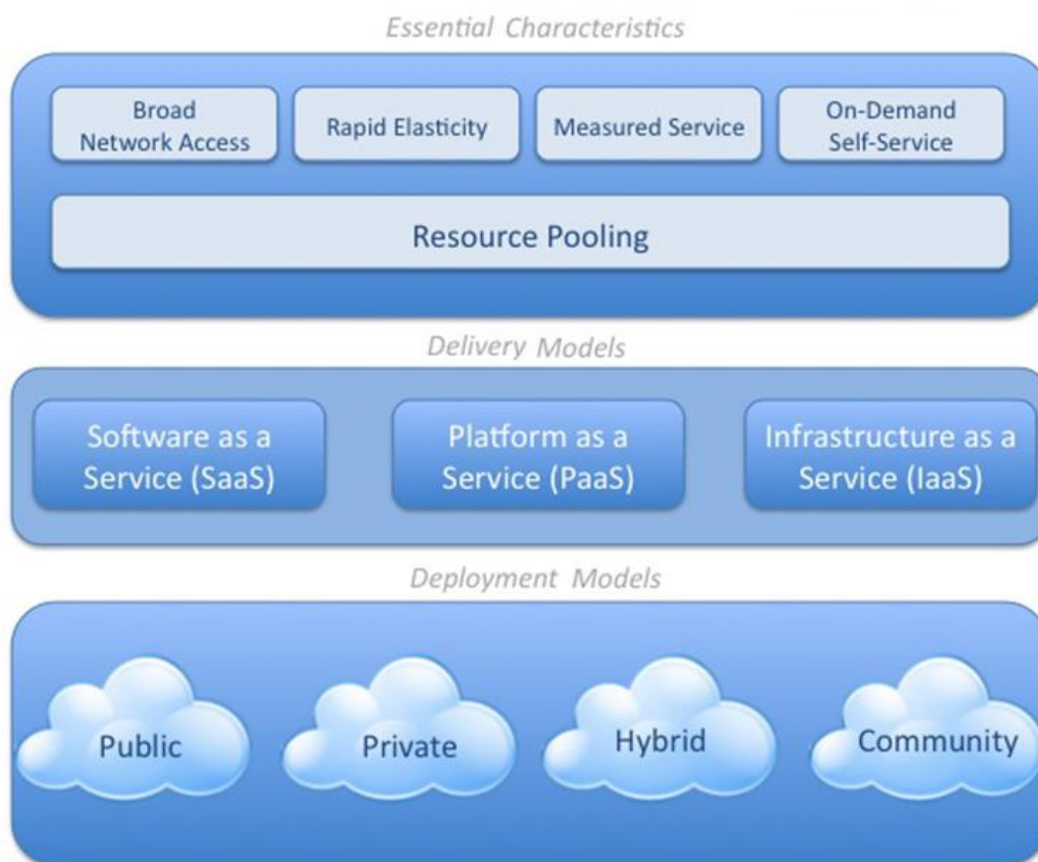 Essential Characteristics
Broad
Network Access
Rapid Elasticity
Measured Service
On-Demand
Self-Service
Resource Pooling
Delivery Models
Software as a
Service (SaaS)
Platform as a
Service (PaaS)
Infrastructure as a
Service (IaaS)
Deployment Models
Public
Private
Hybrid
Community